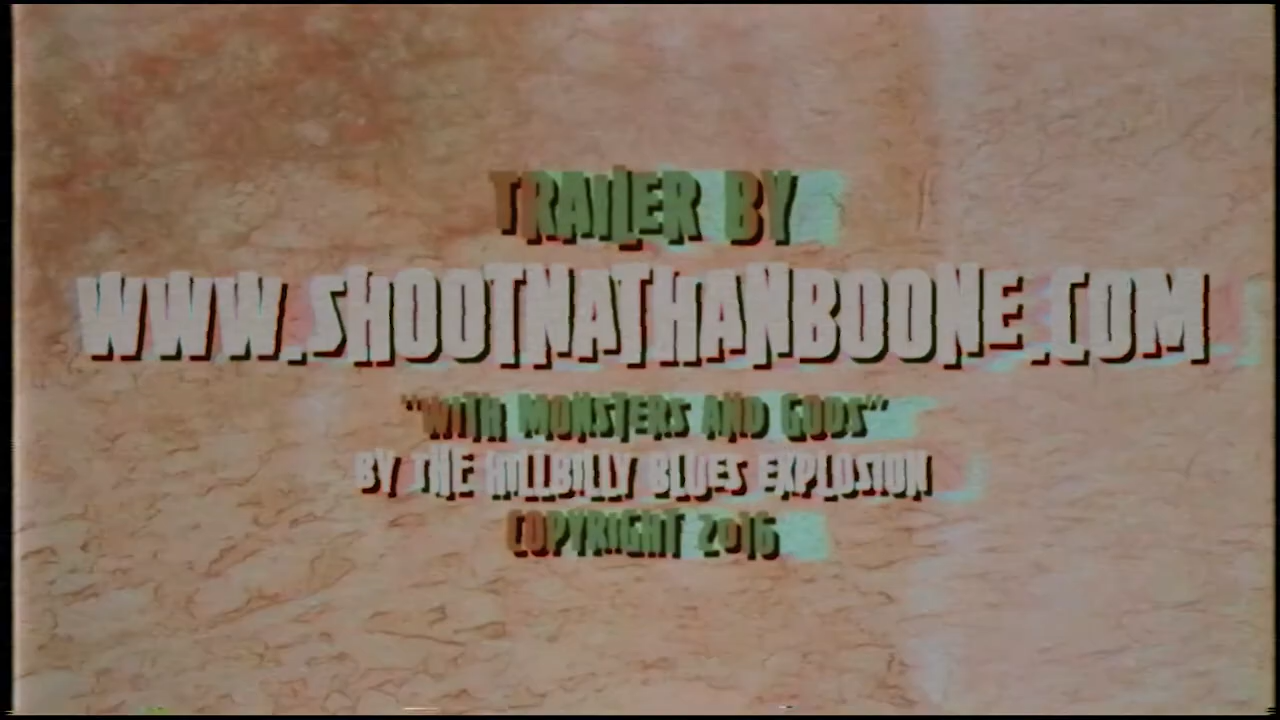 TRAILER BY
WWW.SHOOTNATHANBOONE.COM
"WITH MONSTERS AND GODS"
BY THE HILLBILLY BLUES EXPLOSION
COPYRIGHT 2016